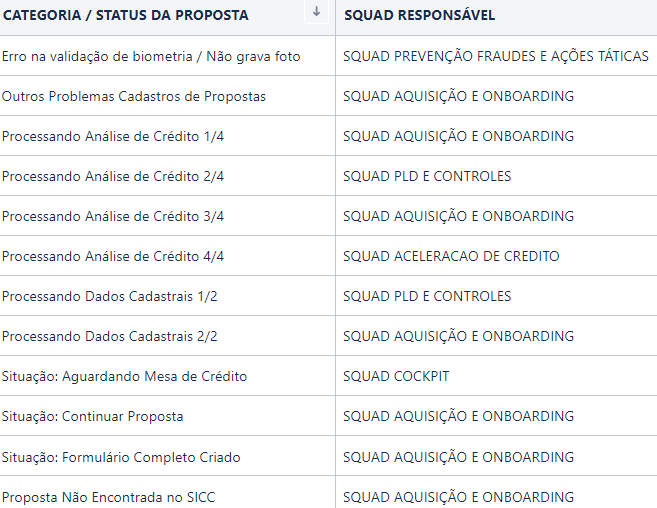 CATEGORIA / STATUS DA PROPOSTA SQUAD RESPONSÁVEL
Erro na validação de biometria / Não grava foto SQUAD PREVENÇÃO FRAUDES E AÇÕES TÁTICAS
Outros Problemas Cadastros de Propostas SQUAD AQUISIÇÃO E ONBOARDING
Processando Análise de Crédito 1/4 SQUAD AQUISIÇÃO E ONBOARDING
Processando Análise de Crédito 2/4 SQUAD PLD E CONTROLES
Processando Análise de Crédito 3/4 SQUAD AQUISIÇÃO E ONBOARDING
Processando Análise de Crédito 4/4 SQUAD ACELERACAO DE CREDITO
Processando Dados Cadastrais 1/2 SQUAD PLD E CONTROLES
Processando Dados Cadastrais 2/2 SQUAD AQUISIÇÃO E ONBOARDING
Situação: Aguardando Mesa de Crédito SQUAD COCKPIT
Situação: Continuar Proposta SQUAD AQUISIÇÃO E ONBOARDING
Situação: Formulário Completo Criado SQUAD AQUISIÇÃO E ONBOARDING
Proposta Não Encontrada no SICC SQUAD AQUISIÇÃO E ONBOARDING